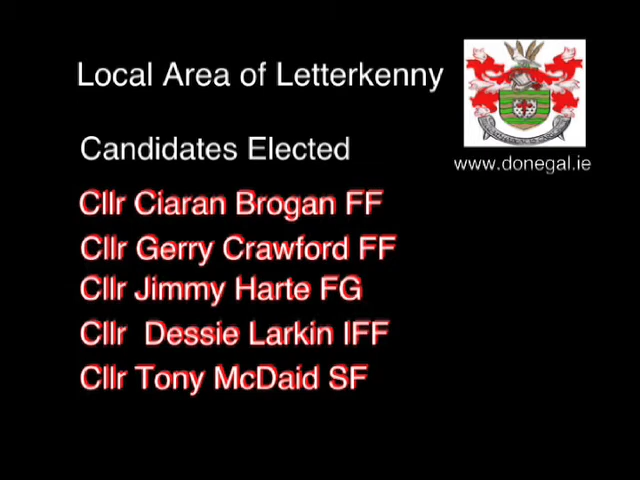 Local Area of Letterkenny
www.donegal.ie
Candidates Elected
Cllr Ciaran Brogan FF
Cllr Gerry Crawford FF
Cllr Jimmy Harte FG
Cllr Dessie Larkin IFF
Cllr Tony McDaid SF